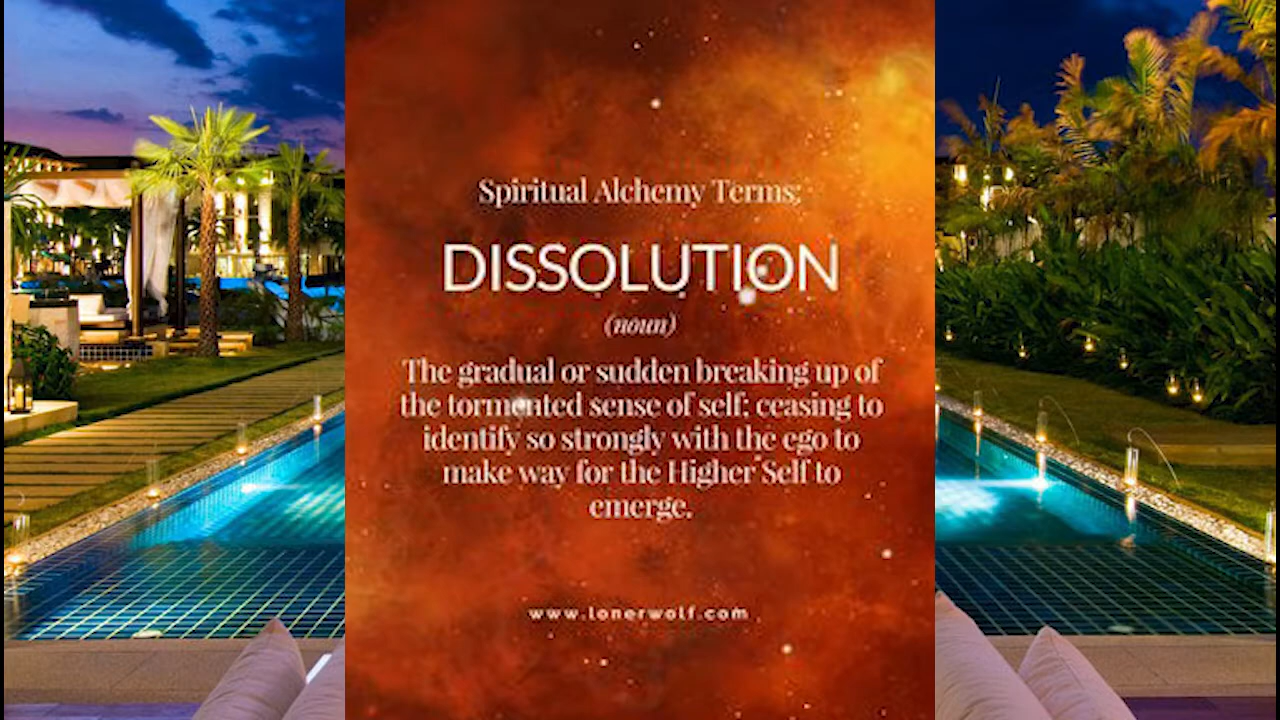 Spiritual Alchemy Terms;
DISSOLUTION
(noun)
The gradual or sudden breaking up of
the tormented sense of self; ceasing to
identify so strongly with the ego to
make way for the Higher Self to
emerge.
www.lonerwolf.com